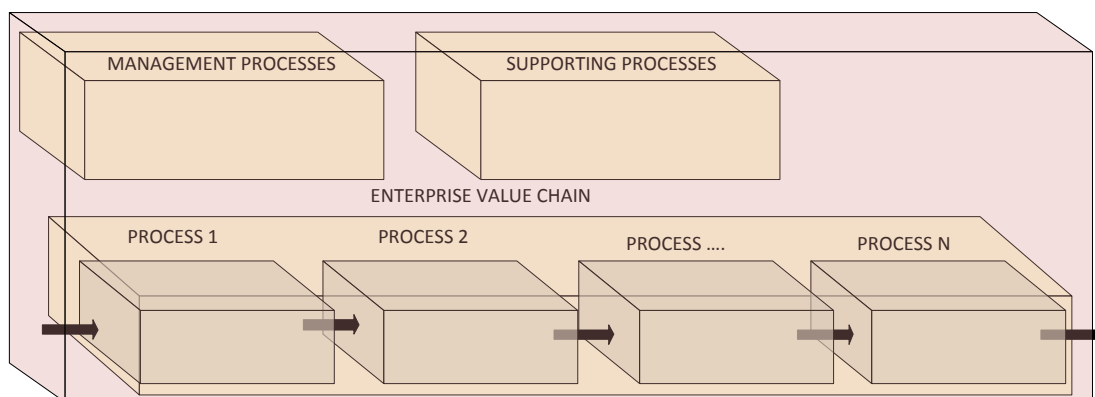 MANAGEMENT PROCESSES
SUPPORTING PROCESSES
ENTERPRISE VALUE CHAIN
PROCESS 1
PROCESS 2
PROCESS ....
PROCESS N